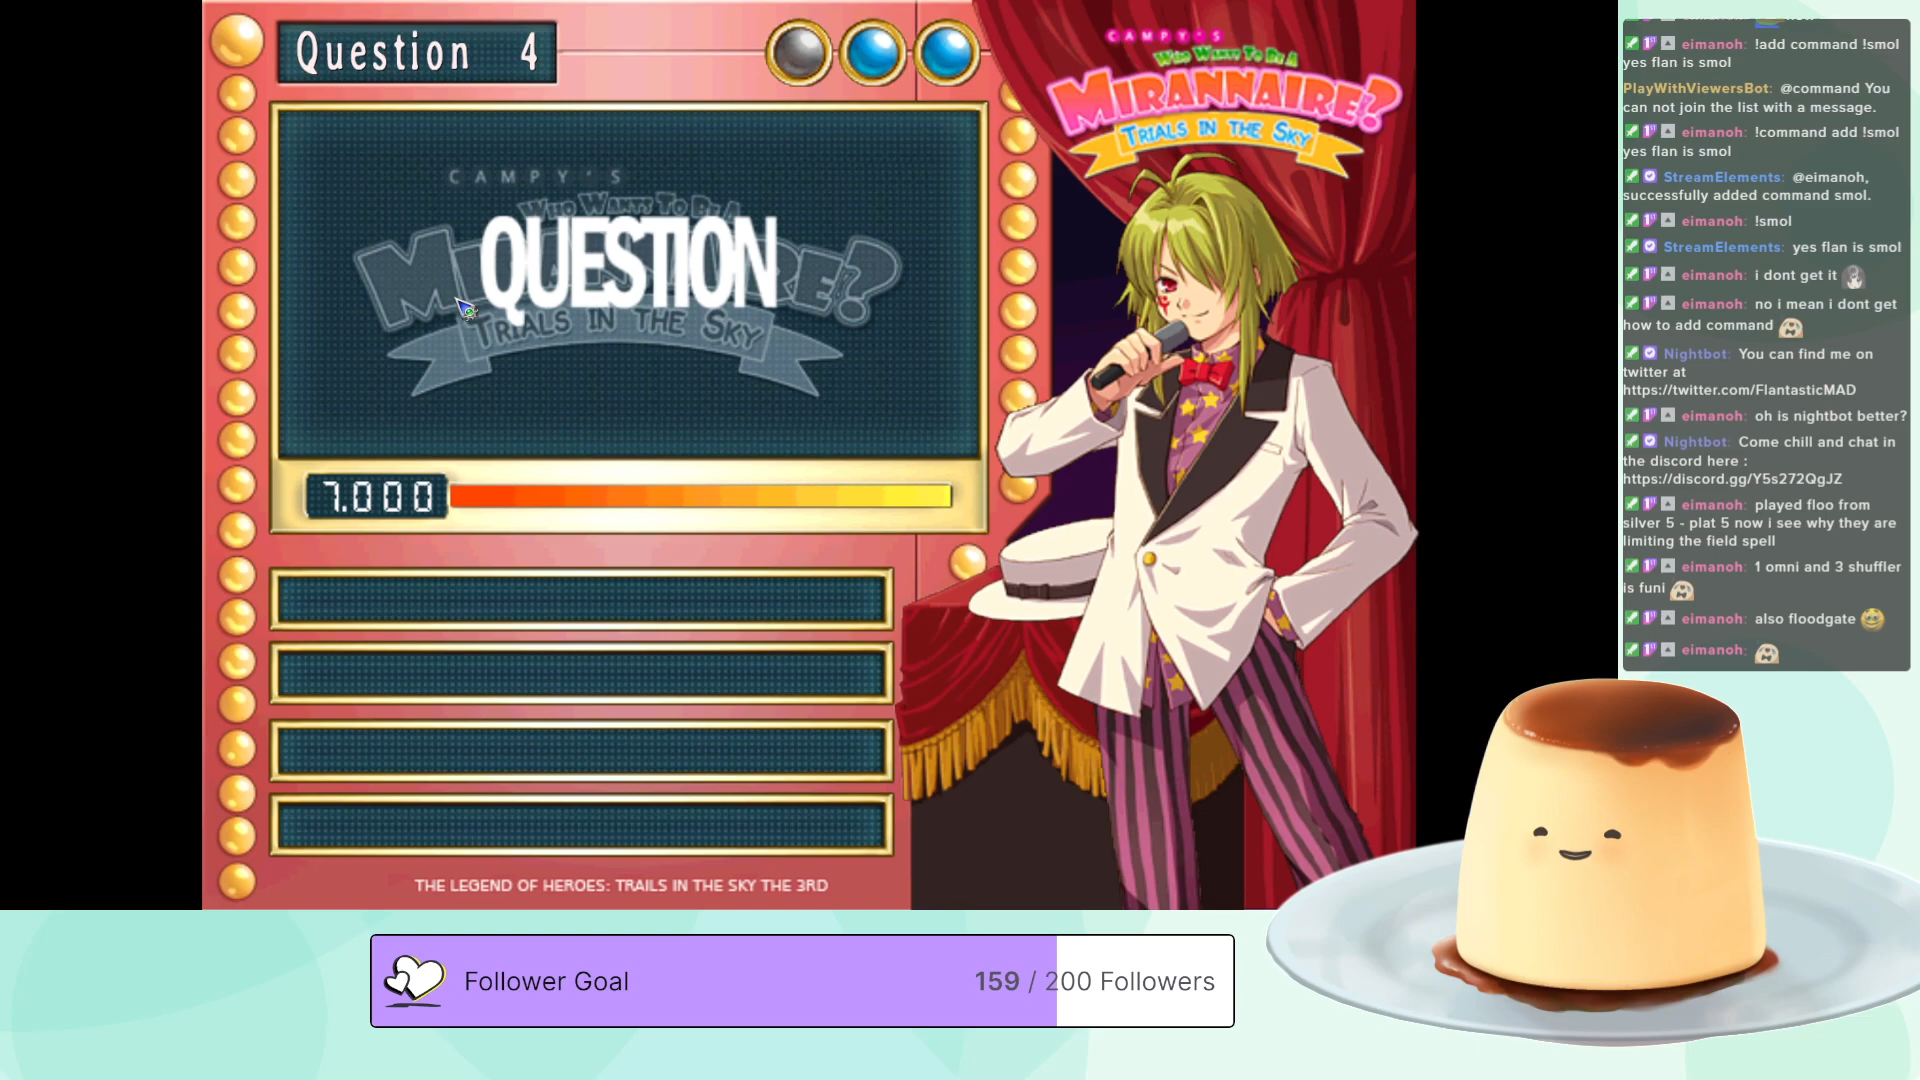 Question 4
CAMPY'S
WHO WANTS TO BE A
MIRANNAIRE?
TRIALS IN THE SKY
CAMPY'S
WHO WANTS TO BE A
QUESTION
TRIALS IN THE SKY
7.000
THE LEGEND OF HEROES: TRAILS IN THE SKY THE 3RD
Follower Goal
159 / 200 Followers
eimanoh: !add command !smol
yes flan is smol
PlayWithViewersBot: @command You
can not join the list with a message.
eimanoh: !command add !smol
yes flan is smol
StreamElements: @eimanoh,
successfully added command smol.
eimanoh: !smol
StreamElements: yes flan is smol
eimanoh: i dont get it
eimanoh: no i mean i dont get
how to add command
Nightbot: You can find me on
twitter at
https://twitter.com/FlantasticMAD
eimanoh: oh is nightbot better?
Nightbot: Come chill and chat in
the discord here :
https://discord.gg/Y5s272QgJZ
eimanoh: played floo from
silver 5 - plat 5 now i see why they are
limiting the field spell
eimanoh: 1 omni and 3 shuffler
is funi
eimanoh: also floodgate
eimanoh: